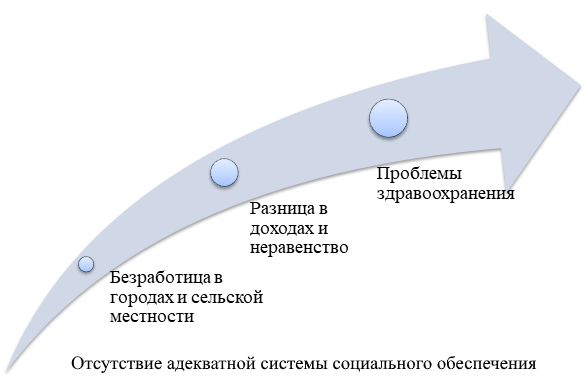 Проблемы
здравоохранения
Разница в
доходах и
неравенство
Безработица в
городах и сельской
местности
Отсутствие адекватной системы социального обеспечения